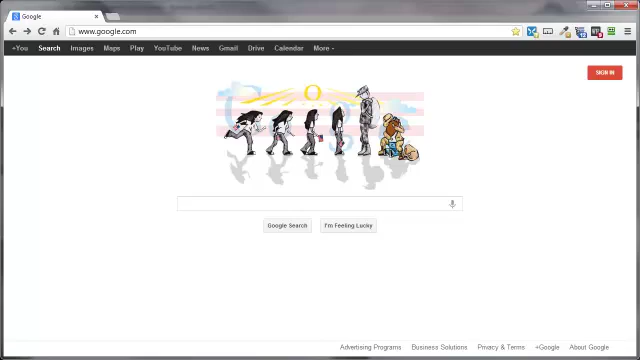 Google
www.google.com
+You Search Images Maps Play YouTube News Gmail Drive Calendar More
SIGN IN
Google Search I'm Feeling Lucky
Advertising Programs Business Solutions Privacy & Terms +Google About Google